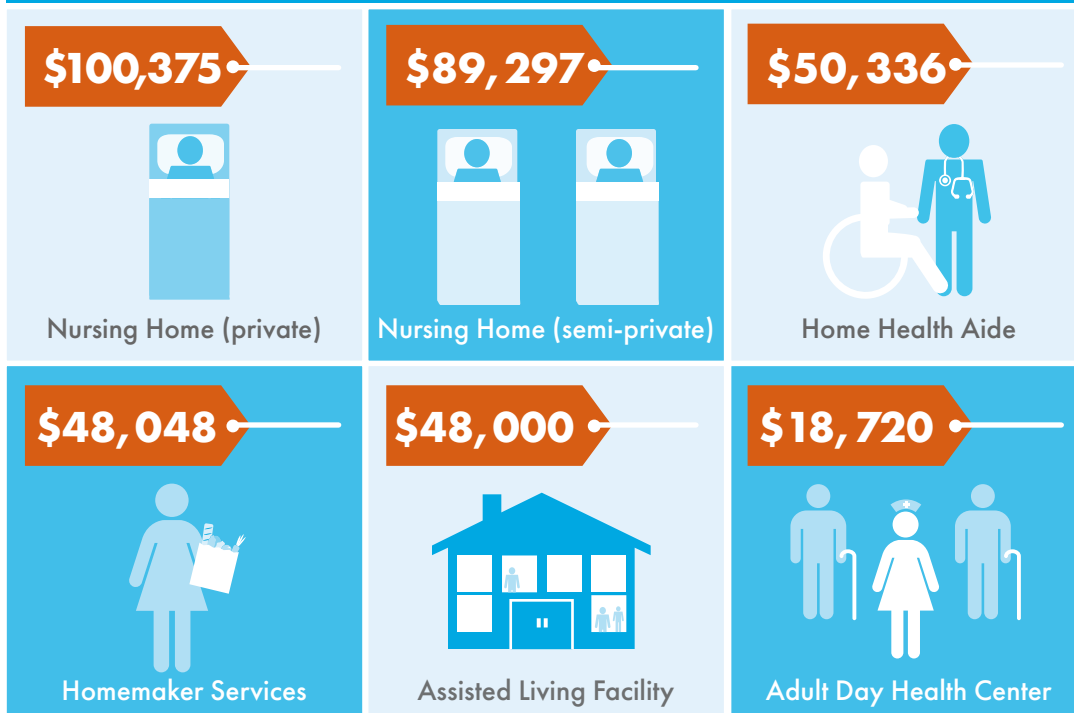 $100,375
$89,297
$50,336
Nursing Home (private)
Nursing Home (semi-private)
Home Health Aide
$48,048
$48,000
$18,720
Homemaker Services
Assisted Living Facility
Adult Day Health Center